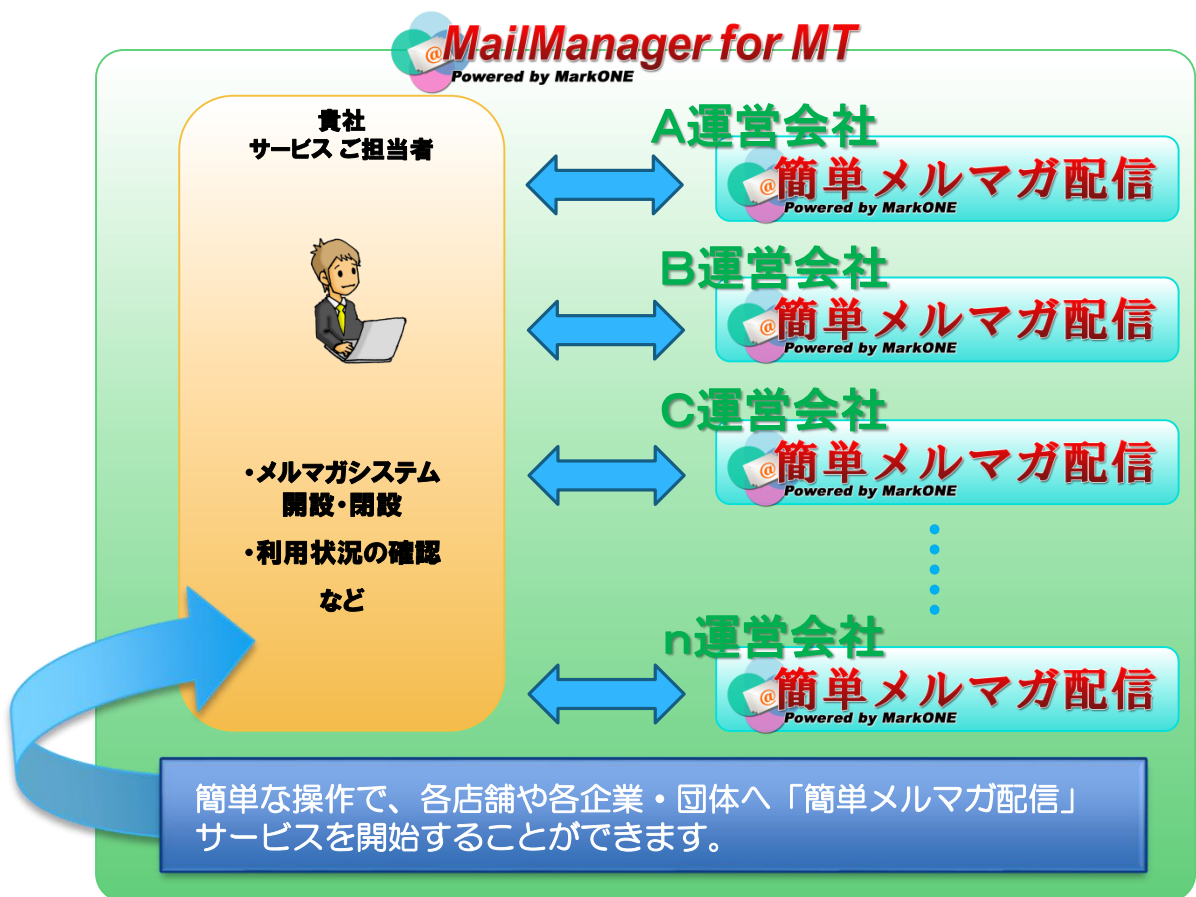 MailManager for MT
Powered by MarkONE
貴社
サービス ご担当者
・メルマガシステム
開設・閉設
・利用状況の確認
など
A運営会社
@簡単メルマガ配信
Powered by MarkONE
B運営会社
@簡単メルマガ配信
Powered by MarkONE
C運営会社
@簡単メルマガ配信
Powered by MarkONE
n運営会社
@簡単メルマガ配信
Powered by MarkONE
簡単な操作で、各店舗や各企業・団体へ「簡単メルマガ配信」
サービスを開始することができます。